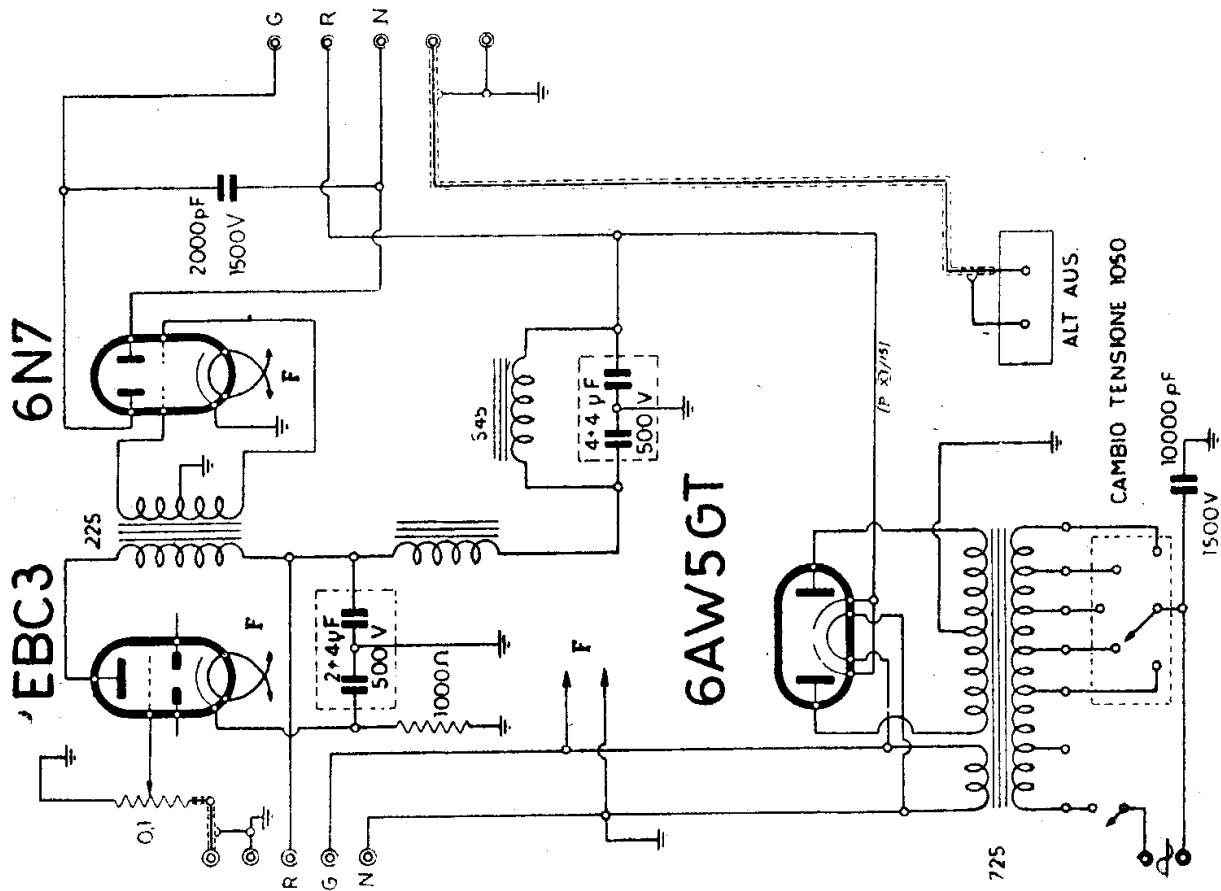 G
R
N
6N7
2000pF
1500V
F
225
EBC3
F
545
4+4 µF
500 V
2+4µF
500 V
1000Ω
0,1
ALT AUS.
6AW5GT
F
CAMBIO TENSIONE 1050
10000pF
1500V
R
G
N
725